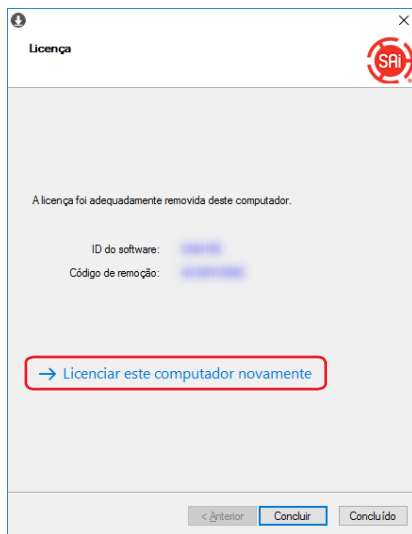 Licença
SAi
A licença foi adequadamente removida deste computador.
ID do software:
Código de remoção:
Licenciar este computador novamente
< Anterior
Concluir
Concluído